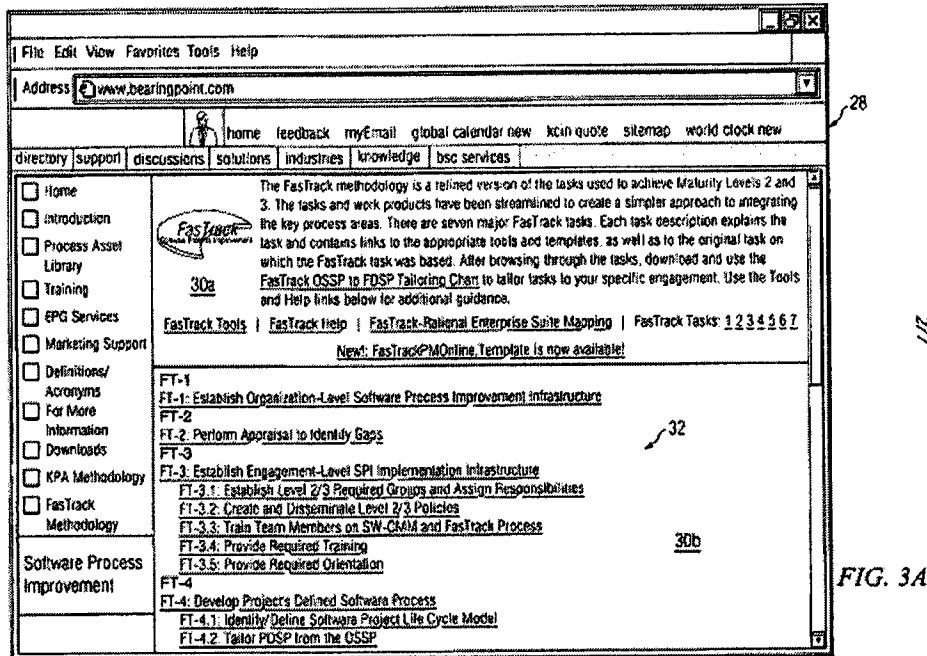 File Edit View Favorites Tools Help
Address www.bearingpoint.com
28
home feedback myEmail global calendar new kcin quote sitemap world clock new
directory support discussions solutions industries knowledge bsc services
Home
Introduction
Process Asset
Library
Training
EPG Services
Marketing Support
Definitions/
Acronyms
For More
Information
Downloads
KPA Methodology
FasTrack
Methodology
Software Process
Improvement
FasTrack
30a
The FasTrack methodology is a refined version of the tasks used to achieve Maturity Levels 2 and
3. The tasks and work products have been streamlined to create a simpler approach to integrating
the key process areas. There are seven major FasTrack tasks. Each task description explains the
task and contains links to the appropriate tools and templates, as well as to the original task on
which the FasTrack task was based. After browsing through the tasks, download and use the
FasTrack OSSP to PDSP Tailoring Chart to tailor tasks to your specific engagement. Use the Tools
and Help links below for additional guidance.
FasTrack Tools | FasTrack Help | FasTrack-Rational Enterprise Suite Mapping | FasTrack Tasks: 1 2 3 4 5 6 7
New!: FasTrackPMOnline.Template is now available!
FT-1
FT-1: Establish Organization-Level Software Process Improvement Infrastructure
FT-2
FT-2: Perform Appraisal to Identify Gaps
FT-3
32
FT-3: Establish Engagement-Level SPI Implementation Infrastructure
FT-3.1: Establish Level 2/3 Required Groups and Assign Responsibilities
FT-3.2: Create and Disseminate Level 2/3 Policies
FT-3.3: Train Team Members on SW-CMM and FasTrack Process
FT-3.4: Provide Required Training
30b
FT-3.5: Provide Required Orientation
FT-4
FT-4: Develop Project's Defined Software Process
FT-4.1: Identify/Define Software Project Life Cycle Model
FT-4.2: Tailor PDSP from the OSSP
FIG. 3A
2/7